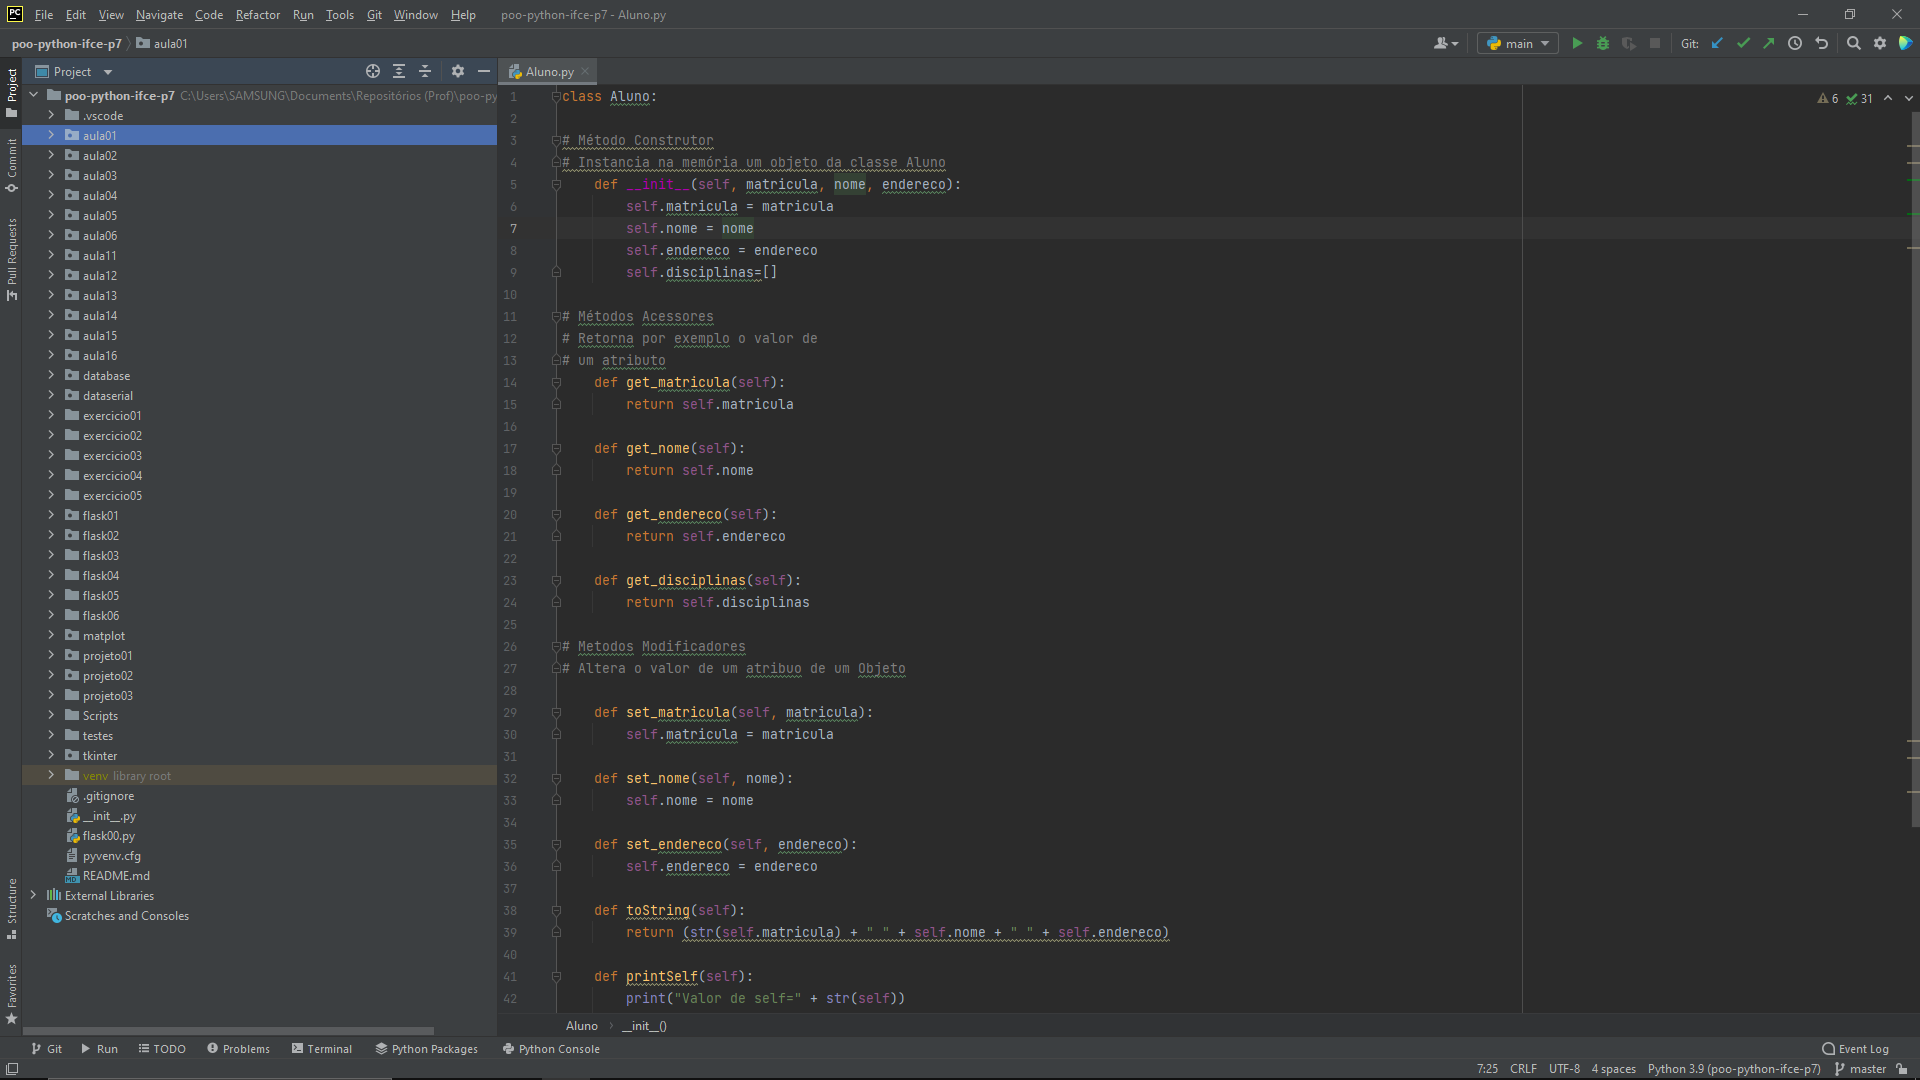 PC File Edit View Navigate Code Refactor Run Tools Git Window Help poo-python-ifce-p7 - Aluno.py
poo-python-ifce-p7 aula01 main Git:
Project
Aluno.py
Project
Commit
Pull Requests
Structure
Favorites
poo-python-ifce-p7 C:\Users\SAMSUNG\Documents\Repositórios (Prof)\poo-py
.vscode
aula01
aula02
aula03
aula04
aula05
aula06
aula11
aula12
aula13
aula14
aula15
aula16
database
dataserial
exercicio01
exercicio02
exercicio03
exercicio04
exercicio05
flask01
flask02
flask03
flask04
flask05
flask06
matplot
projeto01
projeto02
projeto03
Scripts
testes
tkinter
venv library root
.gitignore
__init__.py
flask00.py
pyvenv.cfg
README.md
External Libraries
Scratches and Consoles
6 31
1 class Aluno:
2
3 # Método Construtor
4 # Instancia na memória um objeto da classe Aluno
5     def __init__(self, matricula, nome, endereco):
6         self.matricula = matricula
7         self.nome = nome
8         self.endereco = endereco
9         self.disciplinas=[]
10
11 # Métodos Acessores
12 # Retorna por exemplo o valor de
13 # um atributo
14     def get_matricula(self):
15         return self.matricula
16
17     def get_nome(self):
18         return self.nome
19
20     def get_endereco(self):
21         return self.endereco
22
23     def get_disciplinas(self):
24         return self.disciplinas
25
26 # Metodos Modificadores
27 # Altera o valor de um atribuo de um Objeto
28
29     def set_matricula(self, matricula):
30         self.matricula = matricula
31
32     def set_nome(self, nome):
33         self.nome = nome
34
35     def set_endereco(self, endereco):
36         self.endereco = endereco
37
38     def toString(self):
39         return (str(self.matricula) + " " + self.nome + " " + self.endereco)
40
41     def printSelf(self):
42         print("Valor de self=" + str(self))
Aluno __init__()
Git Run TODO Problems Terminal Python Packages Python Console Event Log
7:25 CRLF UTF-8 4 spaces Python 3.9 (poo-python-ifce-p7) master